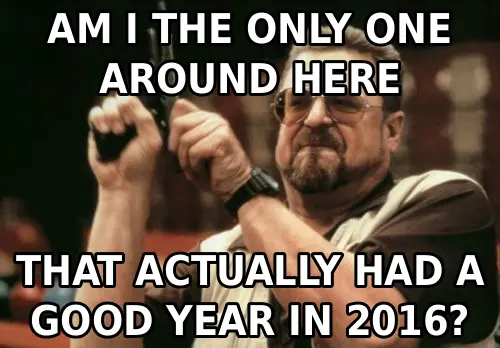 AM I THE ONLY ONE
AROUND HERE
THAT ACTUALLY HAD A
GOOD YEAR IN 2016?